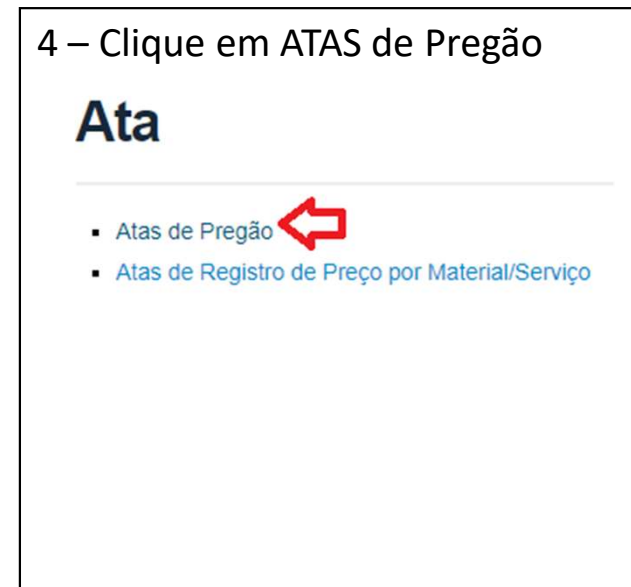 4 – Clique em ATAS de Pregão
Ata
▪ Atas de Pregão
▪ Atas de Registro de Preço por Material/Serviço